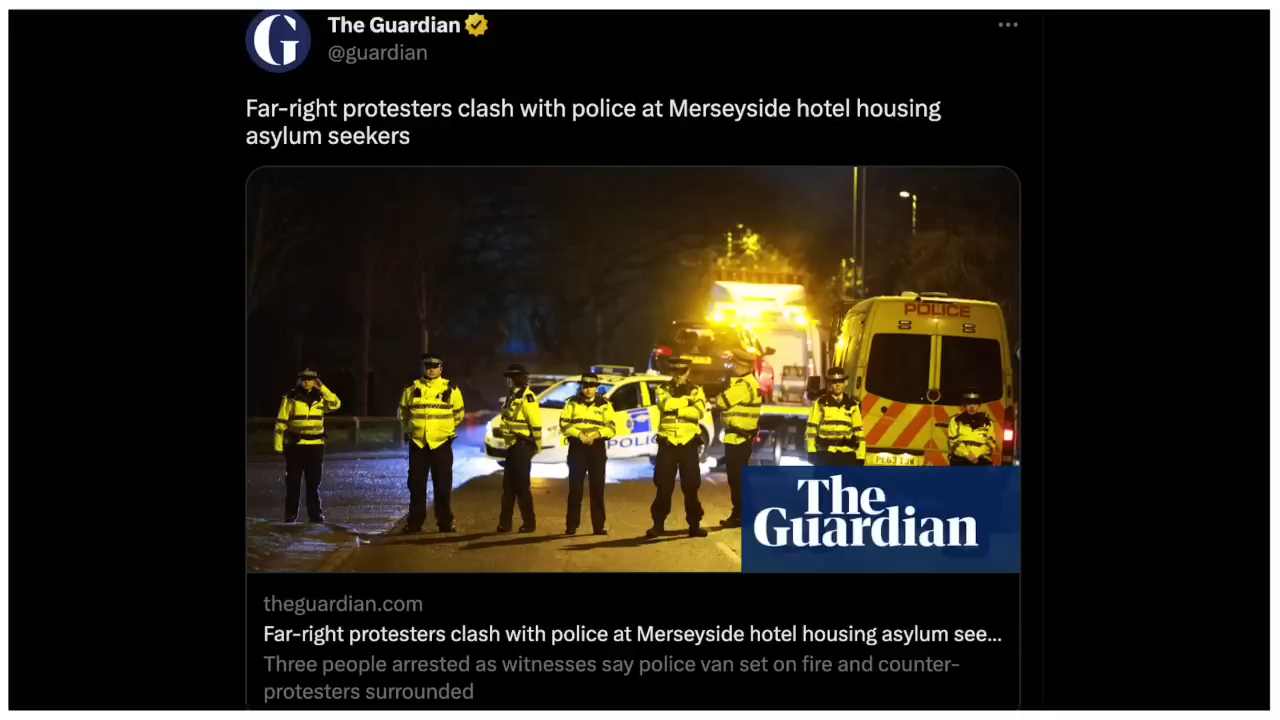 The Guardian
@guardian
Far-right protesters clash with police at Merseyside hotel housing
asylum seekers
POLICE
POLIC
The
Guardian
theguardian.com
Far-right protesters clash with police at Merseyside hotel housing asylum see...
Three people arrested as witnesses say police van set on fire and counter-
protesters surrounded